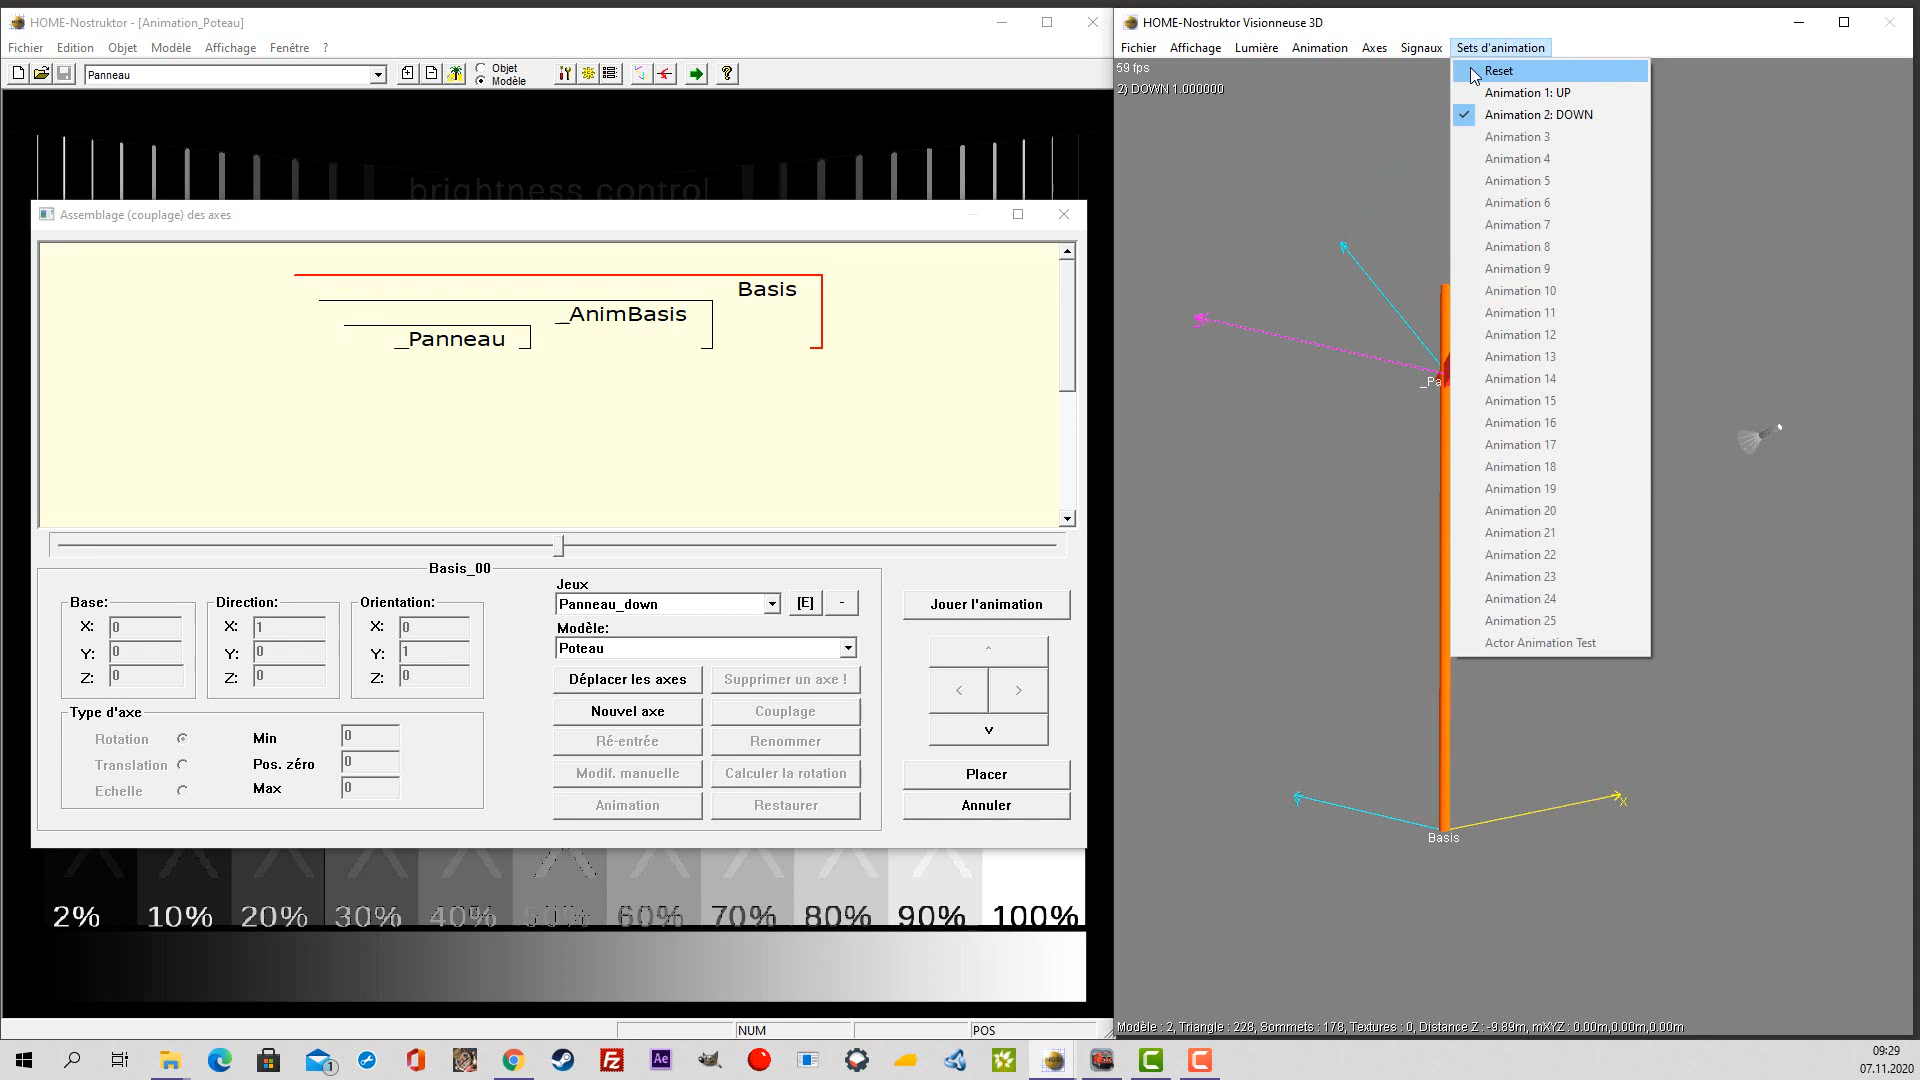 HOME-Nostruktor - [Animation_Poteau]
Fichier Edition Objet Modèle Affichage Fenêtre ?
Panneau
Objet
Modèle
brightness control
Assemblage (couplage) des axes
Basis
_AnimBasis
_Panneau
Basis_00
Base:
X: 0
Y: 0
Z: 0
Direction:
X: 1
Y: 0
Z: 0
Orientation:
X: 0
Y: 1
Z: 0
Type d'axe
Rotation
Translation
Echelle
Min 0
Pos. zéro 0
Max 0
Jeux
Panneau_down
[E] -
Modèle:
Poteau
Déplacer les axes Supprimer un axe !
Nouvel axe Couplage
Ré-entrée Renommer
Modif. manuelle Calculer la rotation
Animation Restaurer
Jouer l'animation
^
< >
v
Placer
Annuler
2% 10% 20% 30% 40% 50% 60% 70% 80% 90% 100%
NUM POS
HOME-Nostruktor Visionneuse 3D
Fichier Affichage Lumière Animation Axes Signaux Sets d'animation
59 fps
2) DOWN 1.000000
Reset
Animation 1: UP
Animation 2: DOWN
Animation 3
Animation 4
Animation 5
Animation 6
Animation 7
Animation 8
Animation 9
Animation 10
Animation 11
Animation 12
Animation 13
Animation 14
Animation 15
Animation 16
Animation 17
Animation 18
Animation 19
Animation 20
Animation 21
Animation 22
Animation 23
Animation 24
Animation 25
Actor Animation Test
_Pa
X
Basis
Modèle : 2, Triangle : 228, Sommets : 178, Textures : 0, Distance Z : -9.89m, mXYZ : 0.00m,0.00m,0.00m
1
Ae
09:29
07.11.2020